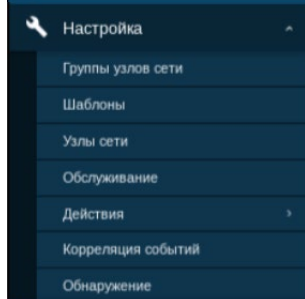 Настройка
Группы узлов сети
Шаблоны
Узлы сети
Обслуживание
Действия
Корреляция событий
Обнаружение